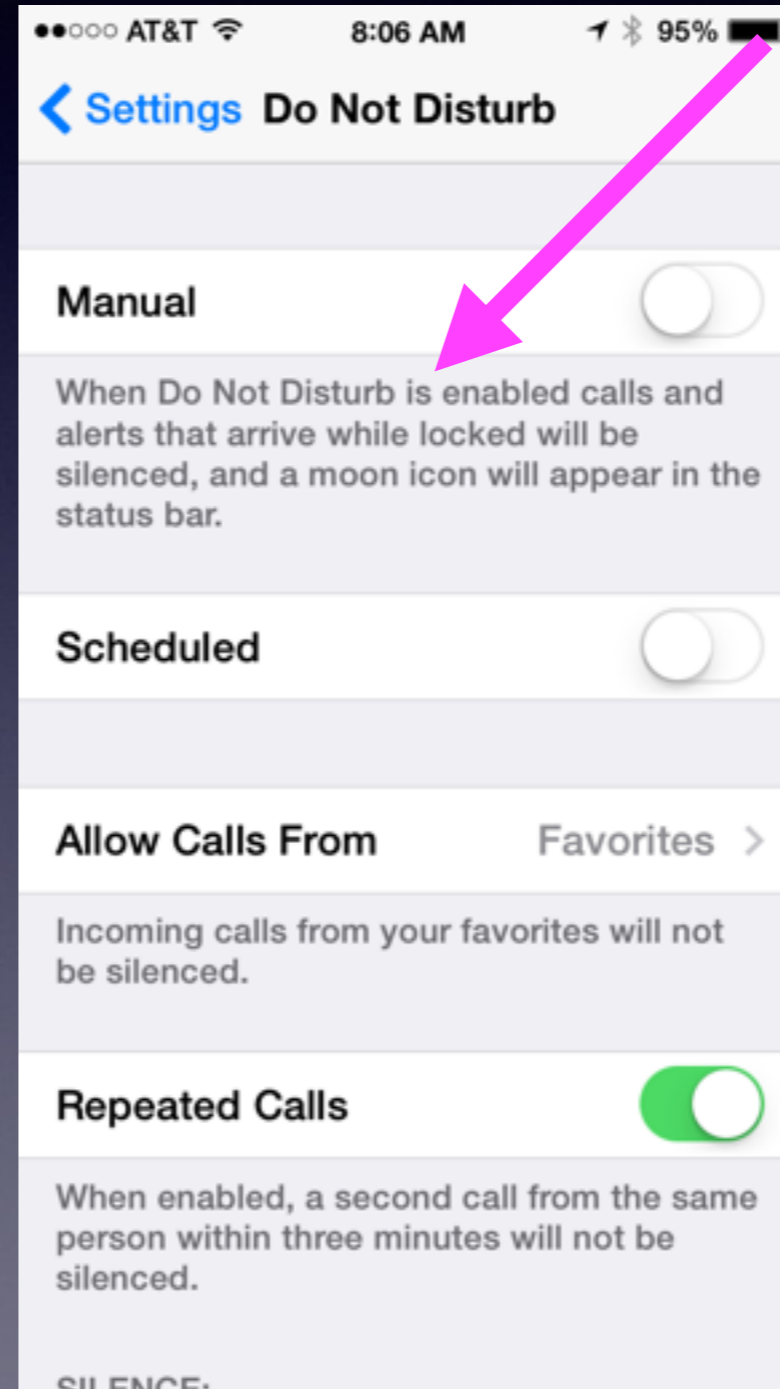 AT&T 8:06 AM 95%
Settings Do Not Disturb
Manual
When Do Not Disturb is enabled calls and
alerts that arrive while locked will be
silenced, and a moon icon will appear in the
status bar.
Scheduled
Allow Calls From Favorites
Incoming calls from your favorites will not
be silenced.
Repeated Calls
When enabled, a second call from the same
person within three minutes will not be
silenced.
SILENCE: